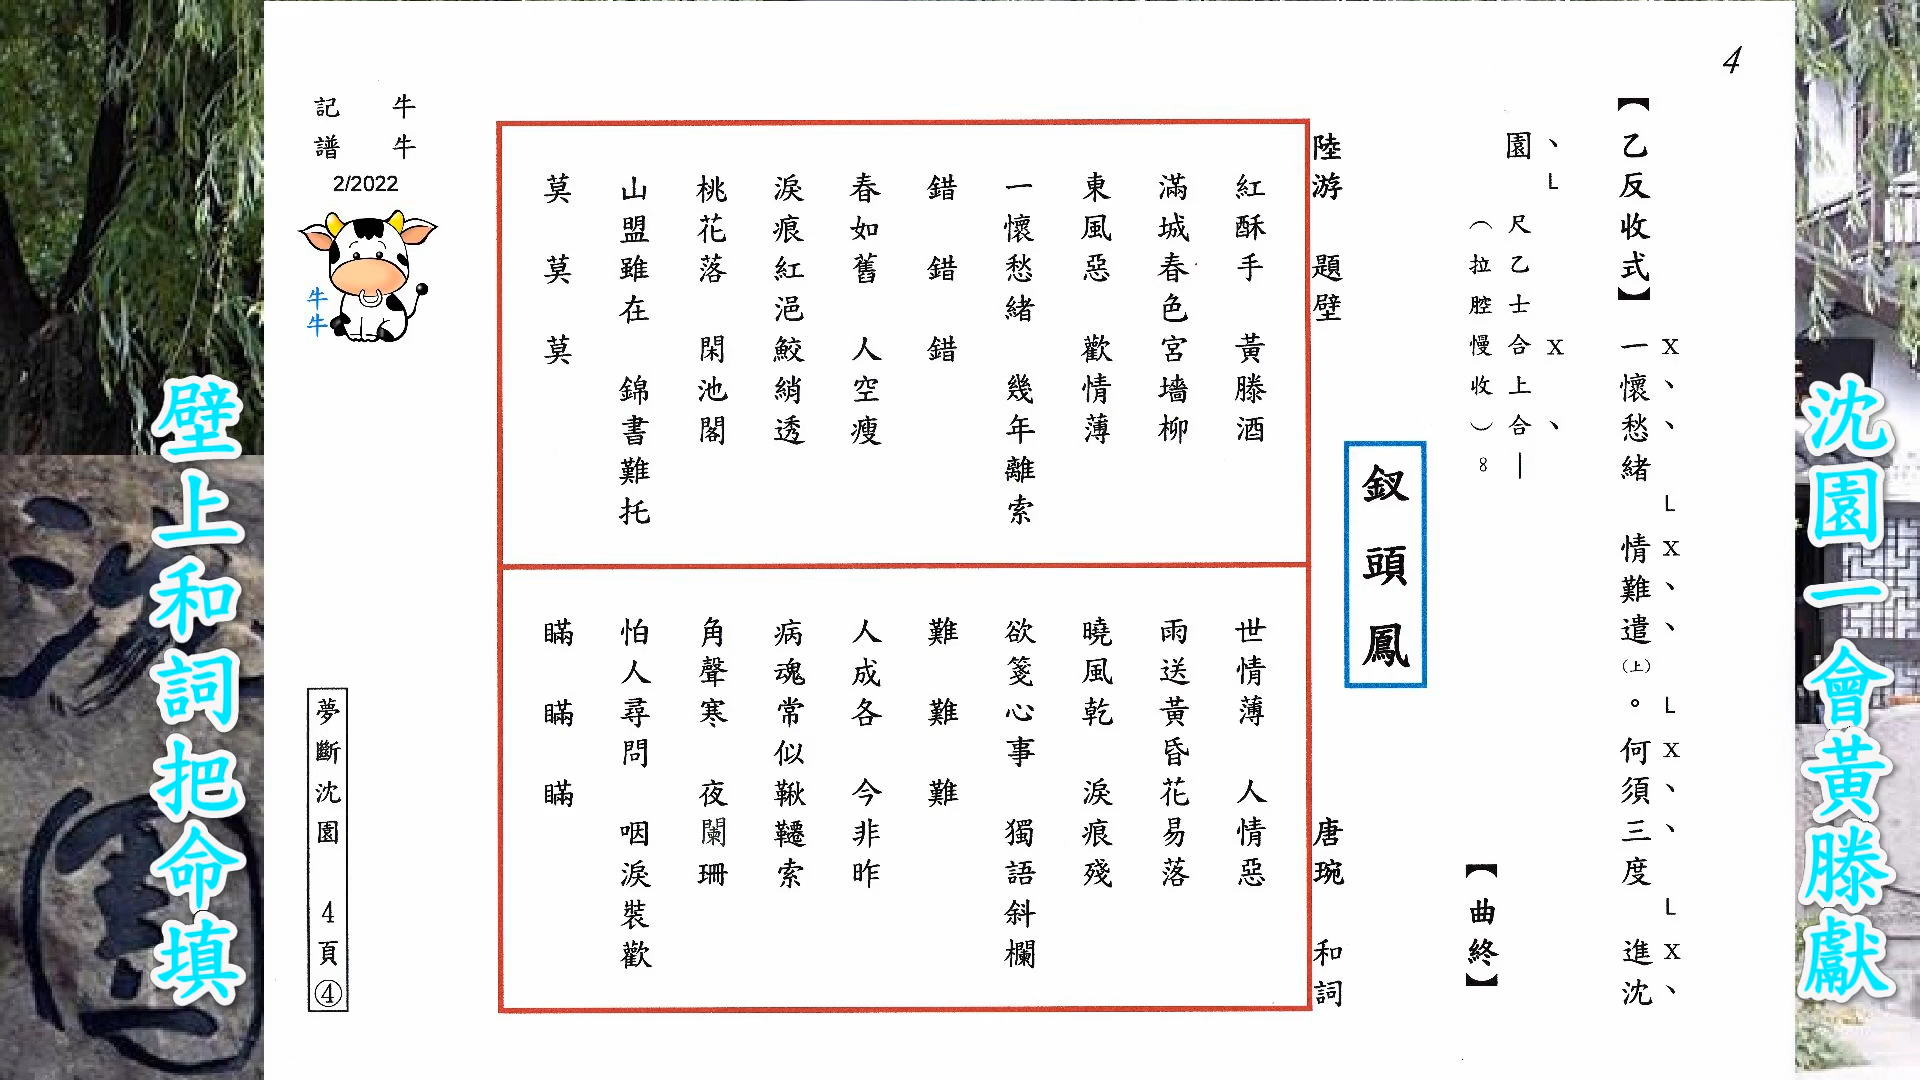 沈園一會黃滕獻
4
【乙反收式】一懷愁緒 情難遣(上)。何須三度 進沈
X、、L X、、L X、、L X、
園 尺乙士合上合｜
、L X 、
(拉腔慢收) 8
【曲終】
釵頭鳳
陸游 題壁
紅酥手 黃滕酒
滿城春色宮墻柳
東風惡 歡情薄
一懷愁緒 幾年離索
錯 錯 錯
春如舊 人空瘦
淚痕紅浥鮫綃透
桃花落 閑池閣
山盟雖在 錦書難托
莫 莫 莫
唐琬 和詞
世情薄 人情惡
雨送黃昏花易落
曉風乾 淚痕殘
欲箋心事 獨語斜欄
難 難 難
人成各 今非昨
病魂常似鞦韆索
角聲寒 夜闌珊
怕人尋問 咽淚裝歡
瞞 瞞 瞞
牛牛
記譜
2/2022
牛牛
夢斷沈園 4頁④
壁上和詞把命填
沈園